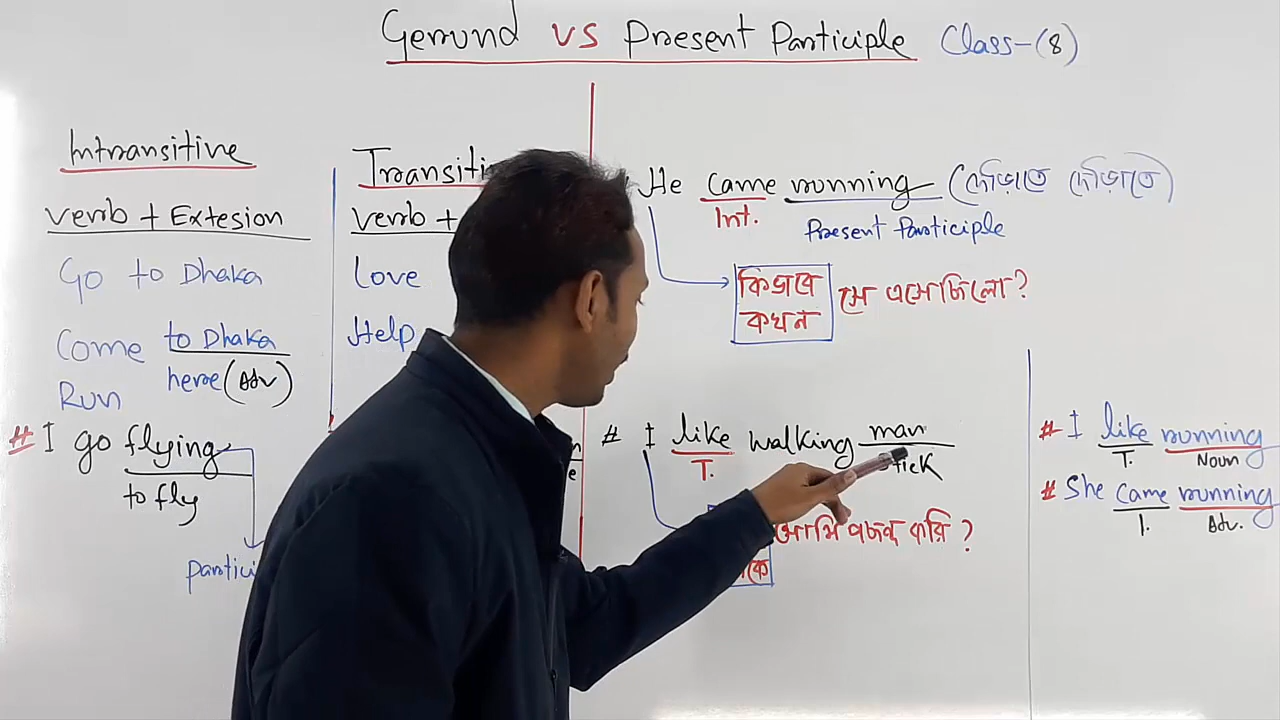 Gerund vs Present Participle Class-(8)
Intransitive
verb + Extesion
Go to Dhaka
Come to Dhaka
here (Adv)
Run
# I go flying
to fly
verb +
Love
Help
He came running (দৌড়াতে দৌড়াতে)
Int.
Present Participle
কিভাবে
কখন
সে এসেছিলো?
# I like walking man
T.
আমি পছন্দ করি?
# I like running
T. Noun
# She came running
I. Adv.